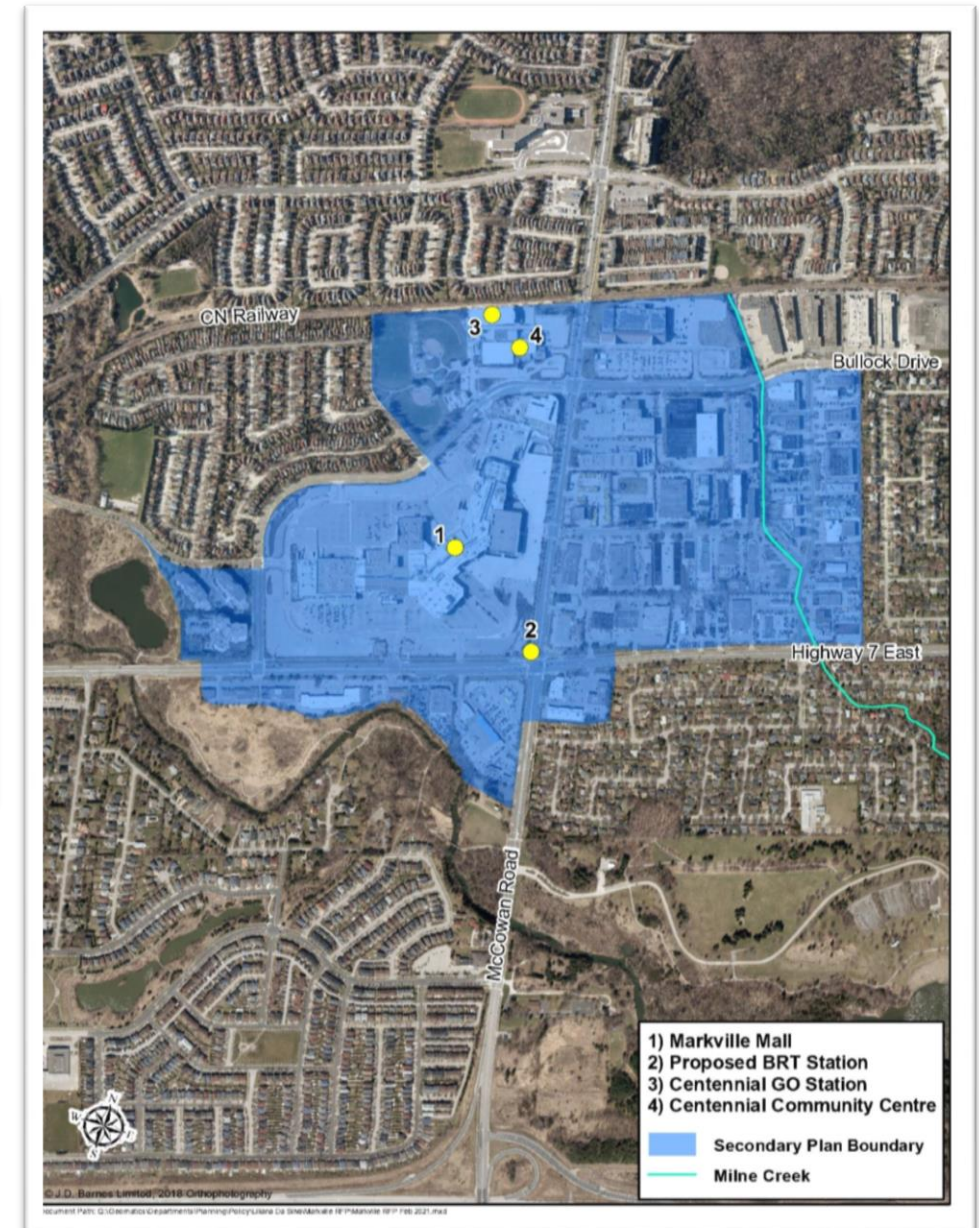 CN Railway
3
4
Bullock Drive
1
2
Highway 7 East
McCowan Road
1) Markville Mall
2) Proposed BRT Station
3) Centennial GO Station
4) Centennial Community Centre
Secondary Plan Boundary
Milne Creek
N
W
S
© J.D. Barnes Limited, 2018 Orthophotography